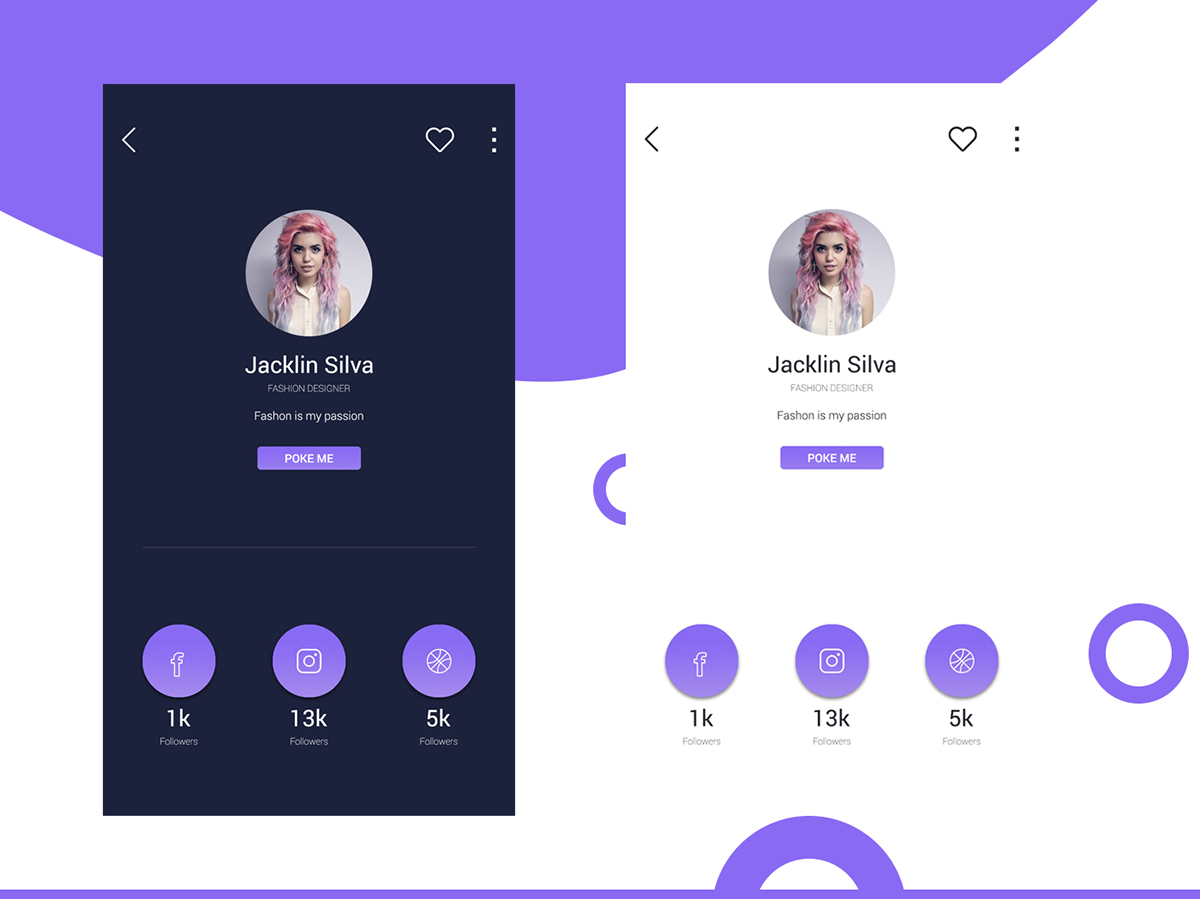 Jacklin Silva
FASHION DESIGNER
Fashon is my passion
POKE ME
1k
Followers
13k
Followers
5k
Followers
Jacklin Silva
FASHION DESIGNER
Fashon is my passion
POKE ME
1k
Followers
13k
Followers
5k
Followers